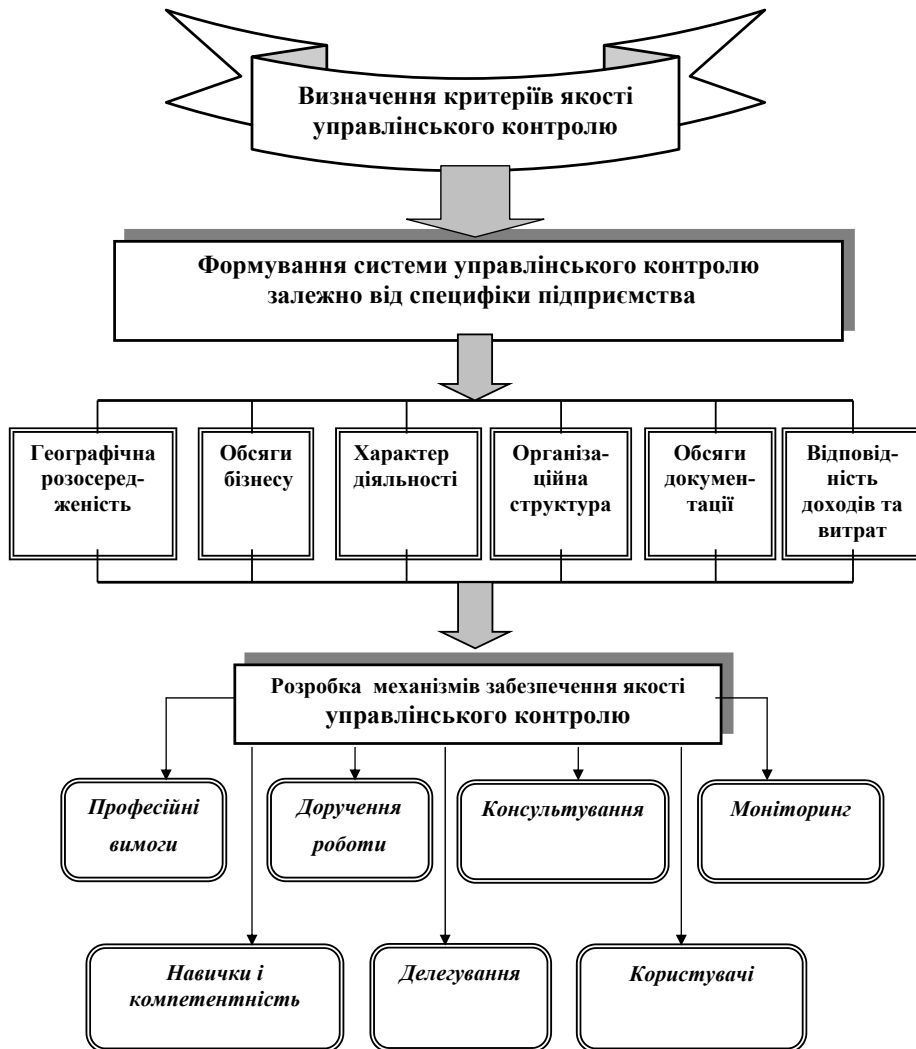 Визначення критеріїв якості
управлінського контролю
Формування системи управлінського контролю
залежно від специфіки підприємства
Географічна
розосеред-
женість
Обсяги
бізнесу
Характер
діяльності
Організа-
ційна
структура
Обсяги
докумен-
тації
Відповід-
ність
доходів та
витрат
Розробка механізмів забезпечення якості
управлінського контролю
Професійні
вимоги
Доручення
роботи
Консультування
Моніторинг
Навички і
компетентність
Делегування
Користувачі